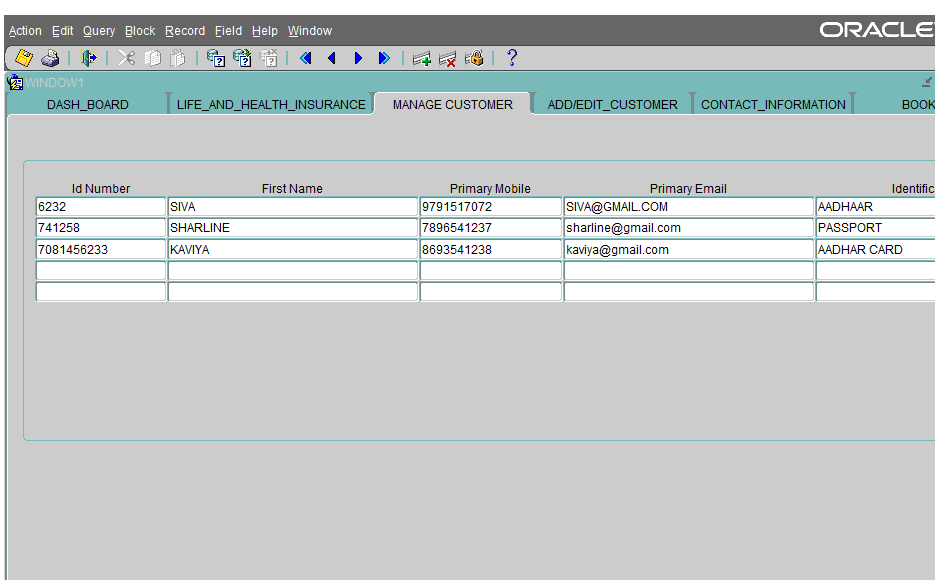 Action Edit Query Block Record Field Help Window ORACLE
WINDOW1
DASH_BOARD LIFE_AND_HEALTH_INSURANCE MANAGE CUSTOMER ADD/EDIT_CUSTOMER CONTACT_INFORMATION BOOK
Id Number First Name Primary Mobile Primary Email Identific
6232 SIVA 9791517072 SIVA@GMAIL.COM AADHAAR
741258 SHARLINE 7896541237 sharline@gmail.com PASSPORT
7081456233 KAVIYA 8693541238 kaviya@gmail.com AADHAR CARD